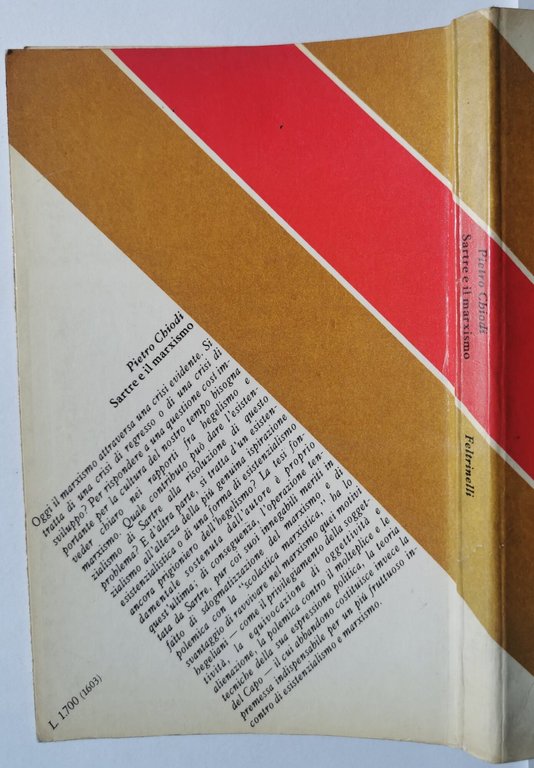 Pietro Chiodi
Sartre e il marxismo
Oggi il marxismo attraversa una crisi evidente. Si
tratta di una crisi di regresso o di una crisi di
sviluppo? Per rispondere a una questione così im-
portante per la cultura del nostro tempo bisogna
veder chiaro nei rapporti fra hegelismo e
marxismo. Quale contributo può dare l'esisten-
zialismo di Sartre alla risoluzione di questo
problema? E d'altra parte, si tratta d'un esisten-
zialismo all'altezza della più genuina ispirazione
esistenzialistica o di una forma di esistenzialismo
ancora prigioniero dell'hegelismo? La tesi fon-
damentale sostenuta dall'autore è proprio
quest'ultima; di conseguenza, l'operazione ten-
tata da Sartre, pur coi suoi innegabili meriti in
fatto di sdogmatizzazione del marxismo, e di
polemica con la "scolastica marxistica," ha lo
svantaggio di ravvivare nel marxismo quei motivi
hegeliani — come il privilegiamento della sogget-
tività, la equivocazione di oggettività e
alienazione, la polemica contro il molteplice e le
tecniche della sua espressione politica, la teoria
del Capo — il cui abbandono costituisce invece la
premessa indispensabile per un più fruttuoso in-
contro di esistenzialismo e marxismo.
L. 1.700 (1603)
Pietro Chiodi
Sartre e il marxismo
Feltrinelli